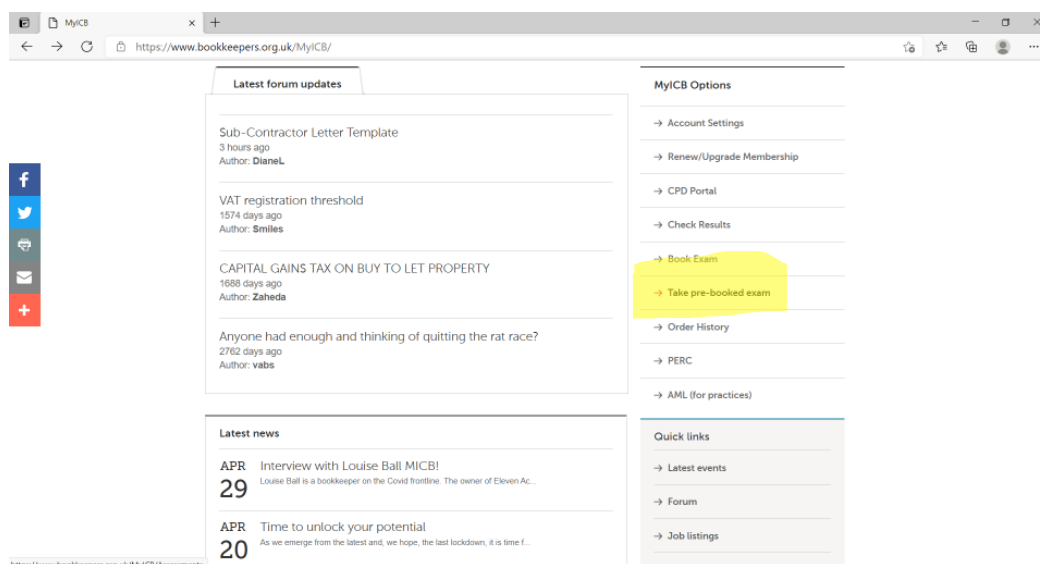 MyICB
https://www.bookkeepers.org.uk/MyICB/
Latest forum updates
Sub-Contractor Letter Template
3 hours ago
Author: DianeL
VAT registration threshold
1574 days ago
Author: Smiles
CAPITAL GAINS TAX ON BUY TO LET PROPERTY
1688 days ago
Author: Zaheda
Anyone had enough and thinking of quitting the rat race?
2762 days ago
Author: vabs
Latest news
APR
29
Interview with Louise Ball MICB!
Louise Ball is a bookkeeper on the Covid frontline. The owner of Eleven Ac...
APR
20
Time to unlock your potential
As we emerge from the latest and, we hope, the last lockdown, it is time f...
MyICB Options
Account Settings
Renew/Upgrade Membership
CPD Portal
Check Results
Book Exam
Take pre-booked exam
Order History
PERC
AML (for practices)
Quick links
Latest events
Forum
Job listings